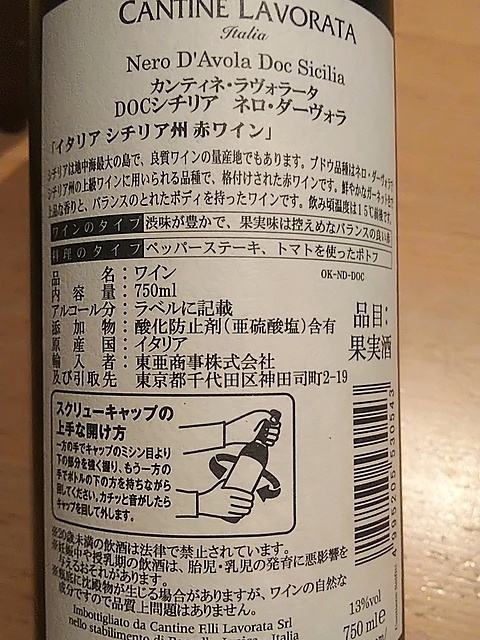 CANTINE LAVORATA
Italia
Nero D'Avola Doc Sicilia
カンティネ・ラヴォラータ
DOCシチリア ネロ・ダーヴォラ
「イタリア シチリア州 赤ワイン」
シチリアは地中海最大の島で、良質ワインの量産地でもあります。ブドウ品種はネロ・ダーヴォラで
シチリア州の上級ワインに用いられる品種で、格付けされた赤ワインです。鮮やかなガーネット色で
上品な香りと、バランスのとれたボディを持ったワインです。飲み頃温度は15℃前後です。
ワインのタイプ 渋味が豊かで、果実味は控えめなバランスの良い赤
料理のタイプ ペッパーステーキ、トマトを使ったポトフ
OK-ND-DOC
品名：ワイン
内容量：750ml
アルコール分：ラベルに記載
添加物：酸化防止剤(亜硫酸塩)含有
原産国：イタリア
輸入者：東亜商事株式会社
及び引取先 東京都千代田区神田司町2-19
品目：
果実酒
スクリューキャップの
上手な開け方
一方の手でキャップのミシン目より
下の部分を強く握り、もう一方の
手でボトルの下の方を持ちながら
回してください。カチッと音がしたら
キャップを回して外します。
4 995205 530543
※20歳未満の飲酒は法律で禁止されています。
※妊娠中や授乳期の飲酒は、胎児・乳児の発育に悪影響を
与えるおそれがあります。
※瓶底に沈殿物が生じる場合がありますが、ワインの自然な
成分ですので品質上問題はありません。
Imbottigliato da Cantine F.lli Lavorata Srl
nello stabilimento di Italia
13%vol
750 ml e